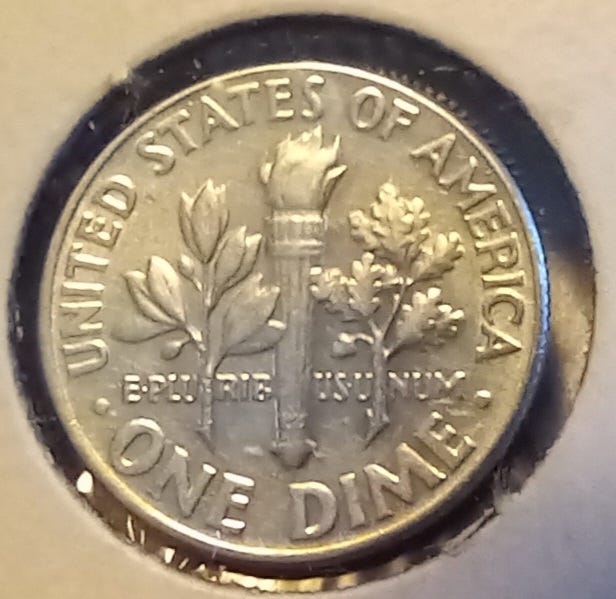 UNITED STATES OF AMERICA
E·PLURIBUS·UNUM
· ONE DIME ·